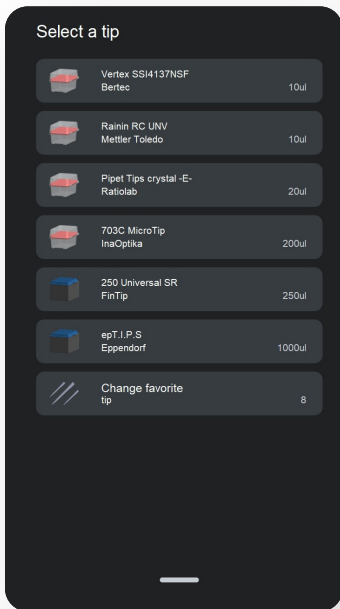 Select a tip
Vertex SSI4137NSF
Bertec 10ul
Rainin RC UNV
Mettler Toledo 10ul
Pipet Tips crystal -E-
Ratiolab 20ul
703C MicroTip
InaOptika 200ul
250 Universal SR
FinTip 250ul
epT.I.P.S
Eppendorf 1000ul
Change favorite
tip 8